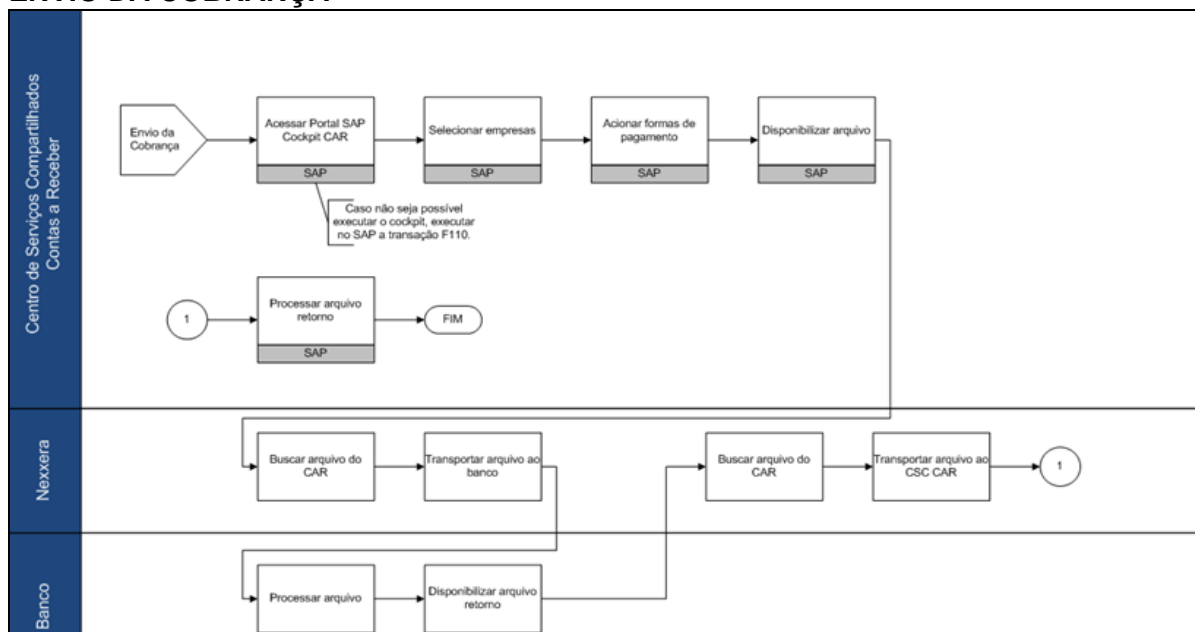 ENVIO DA COBRANÇA
Centro de Serviços Compartilhados
Contas a Receber
Envio da
Cobrança
Acessar Portal SAP
Cockpit CAR
SAP
Selecionar empresas
SAP
Acionar formas de
pagamento
SAP
Disponibilizar arquivo
SAP
Caso não seja possível
executar o cockpit, executar
no SAP a transação F110.
1
Processar arquivo
retorno
SAP
FIM
Nexxera
Buscar arquivo do
CAR
Transportar arquivo ao
banco
Buscar arquivo do
CAR
Transportar arquivo ao
CSC CAR
1
Banco
Processar arquivo
Disponibilizar arquivo
retorno